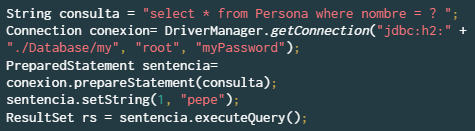 String consulta = "select * from Persona where nombre = ? ";
Connection conexion= DriverManager.getConnection("jdbc:h2:" +
"./Database/my", "root", "myPassword");
PreparedStatement sentencia=
conexion.prepareStatement(consulta);
sentencia.setString(1, "pepe");
ResultSet rs = sentencia.executeQuery();